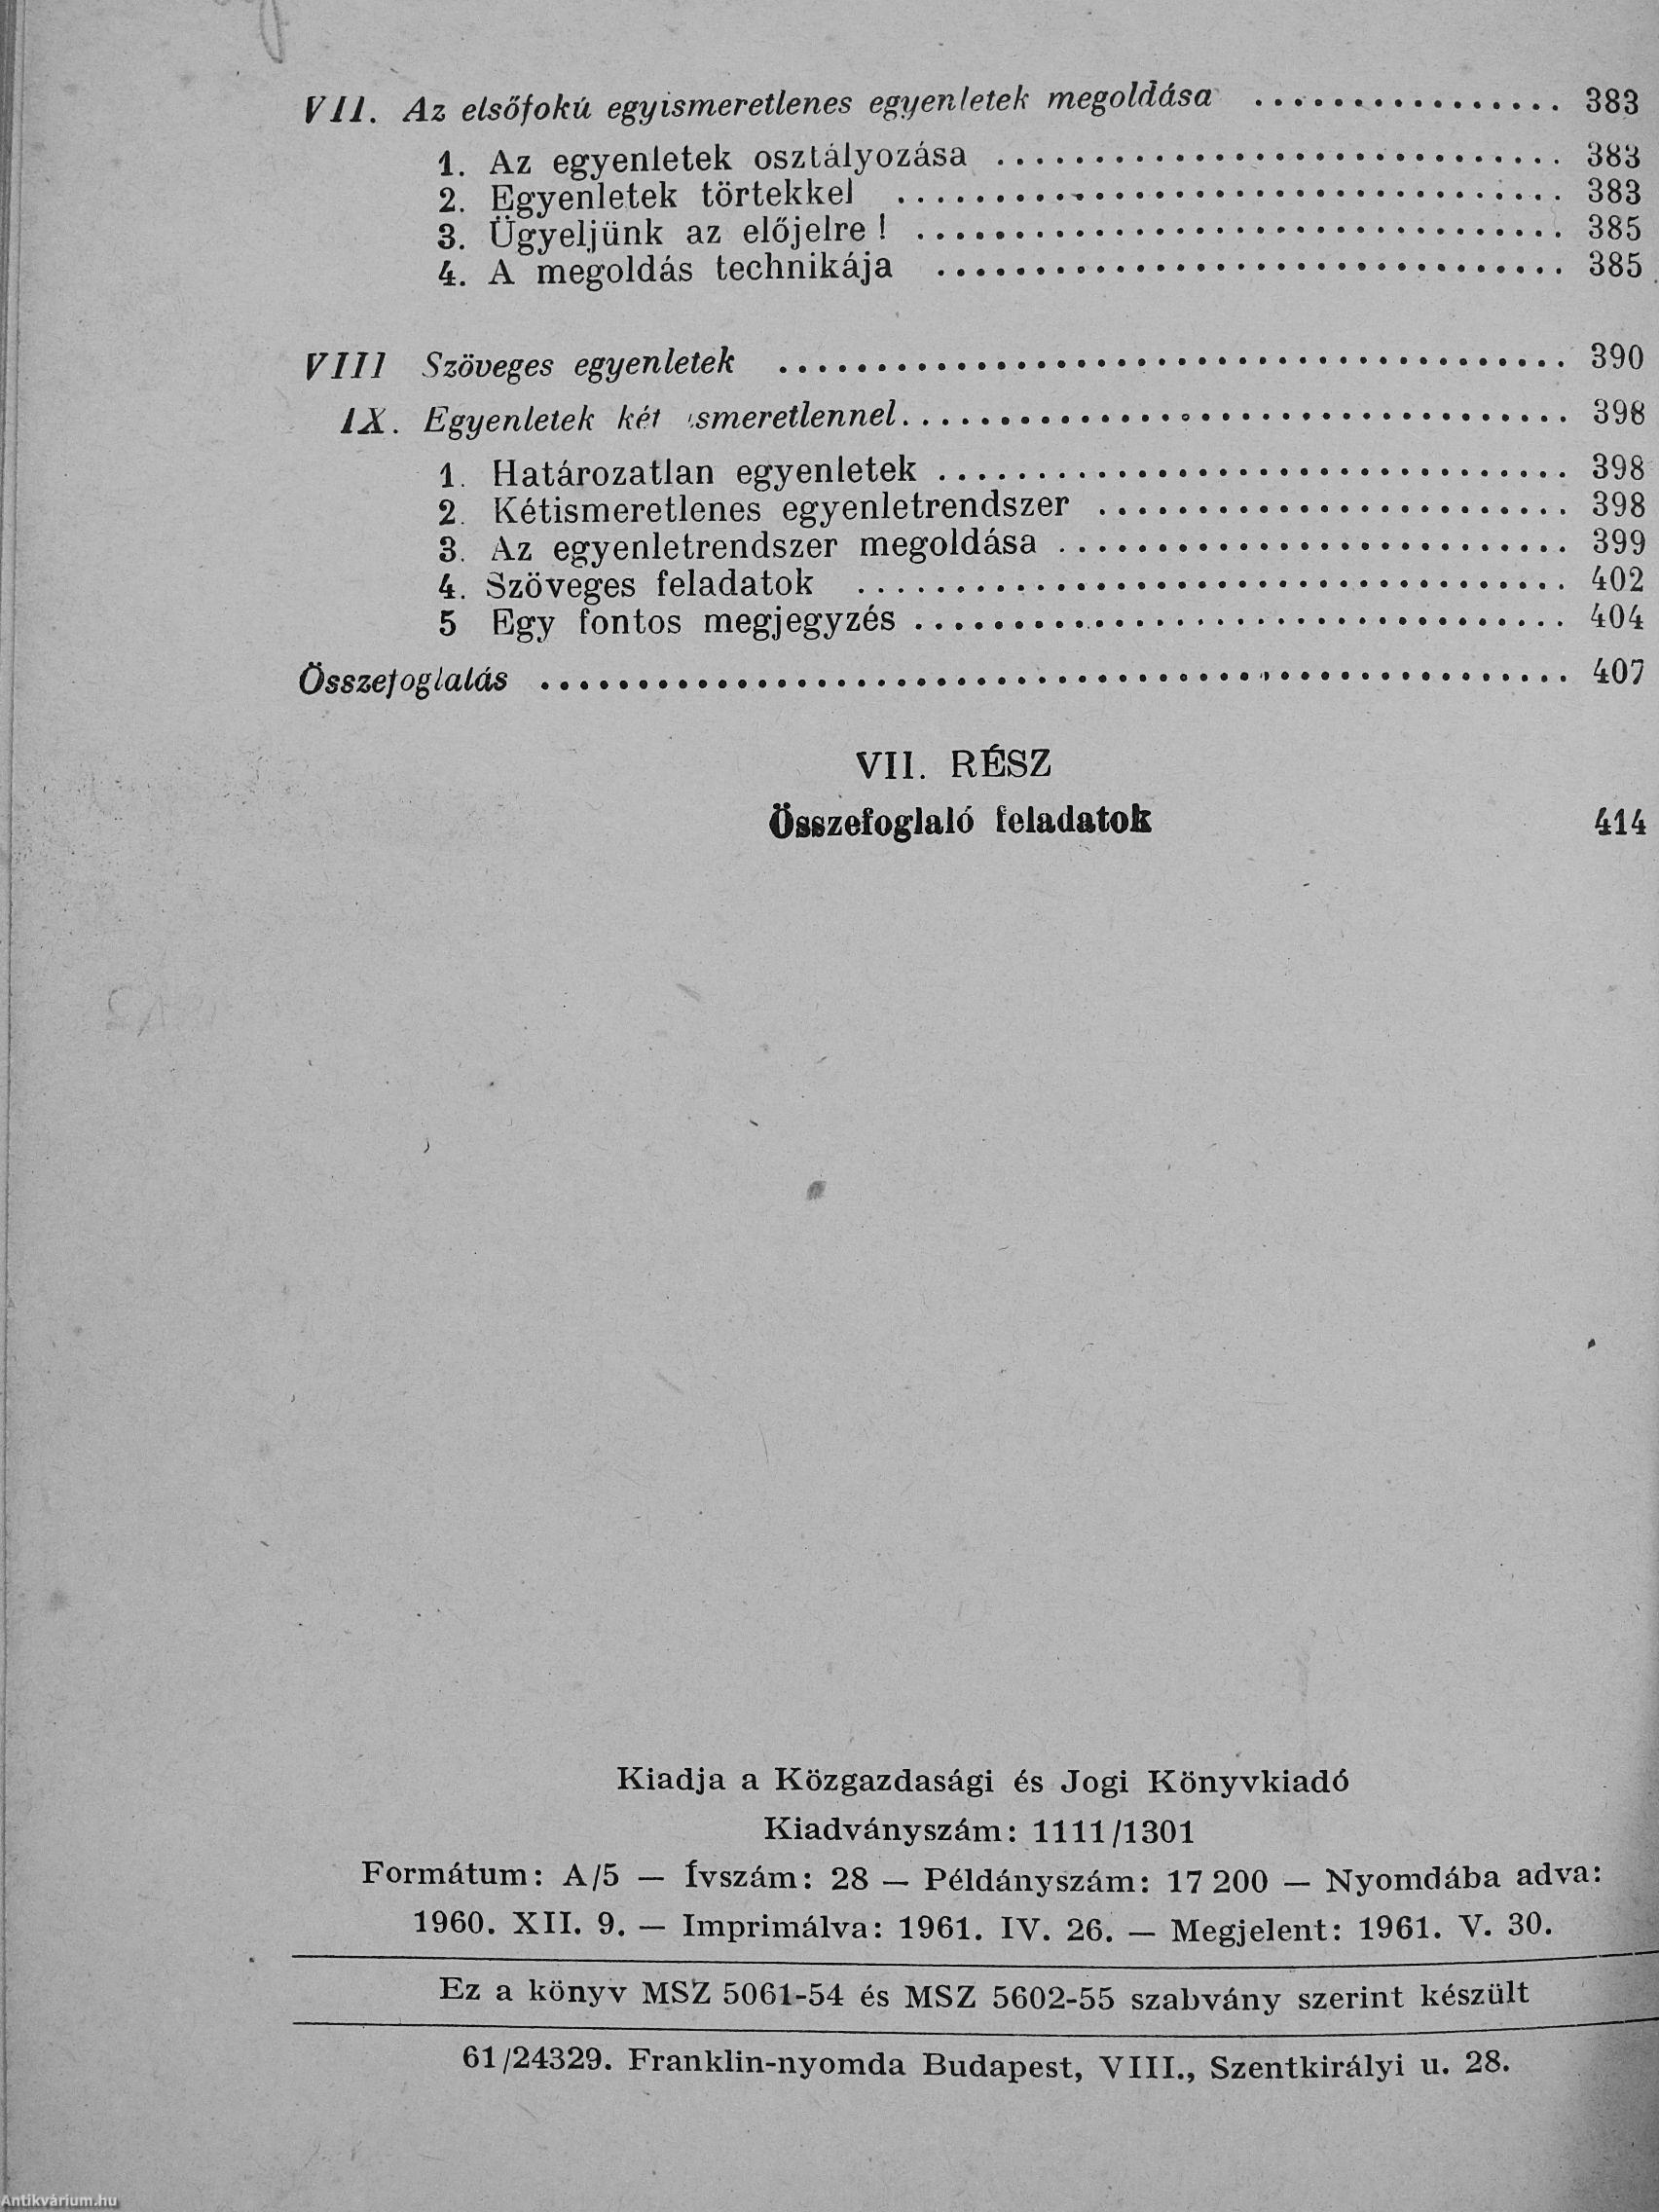 VII. Az elsőfokú egyismeretlenes egyenletek megoldása ................ 383
1. Az egyenletek osztályozása ............................. 383
2. Egyenletek törtekkel .................................. 383
3. Ügyeljünk az előjelre! ................................. 385
4. A megoldás technikája ................................ 385
VIII Szöveges egyenletek ........................................ 390
IX. Egyenletek két ismeretlennel.................................. 398
1. Határozatlan egyenletek ................................ 398
2. Kétismeretlenes egyenletrendszer ........................ 398
3. Az egyenletrendszer megoldása .......................... 399
4. Szöveges feladatok .................................... 402
5 Egy fontos megjegyzés ................................. 404
Összefoglalás .................................................... 407
VII. RÉSZ
Összefoglaló feladatok 414
Kiadja a Közgazdasági és Jogi Könyvkiadó
Kiadványszám: 1111/1301
Formátum: A/5 — Ívszám: 28 — Példányszám: 17 200 — Nyomdába adva:
1960. XII. 9. — Imprimálva: 1961. IV. 26. — Megjelent: 1961. V. 30.
Ez a könyv MSZ 5061-54 és MSZ 5602-55 szabvány szerint készült
61/24329. Franklin-nyomda Budapest, VIII., Szentkirályi u. 28.
Antikvárium.hu